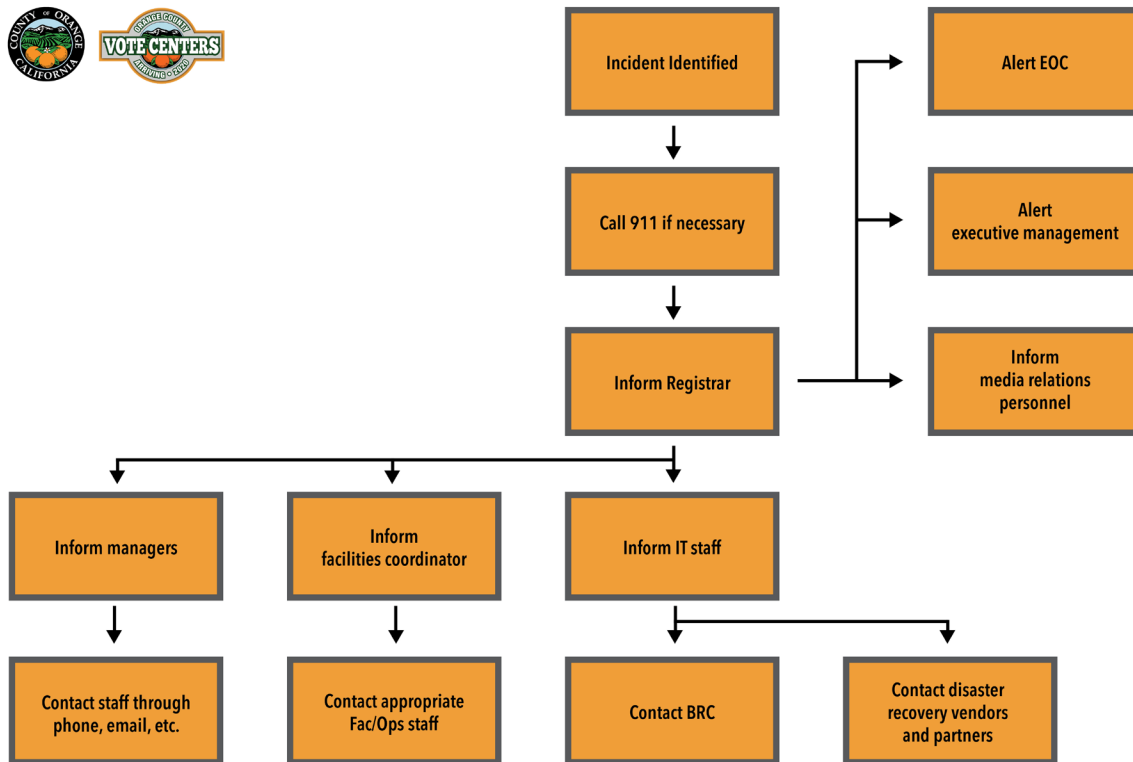 COUNTY OF ORANGE
CALIFORNIA
ORANGE COUNTY
VOTE CENTERS
ARRIVING • 2020
Incident Identified
Alert EOC
Call 911 if necessary
Alert
executive management
Inform Registrar
Inform
media relations
personnel
Inform managers
Inform
facilities coordinator
Inform IT staff
Contact staff through
phone, email, etc.
Contact appropriate
Fac/Ops staff
Contact BRC
Contact disaster
recovery vendors
and partners